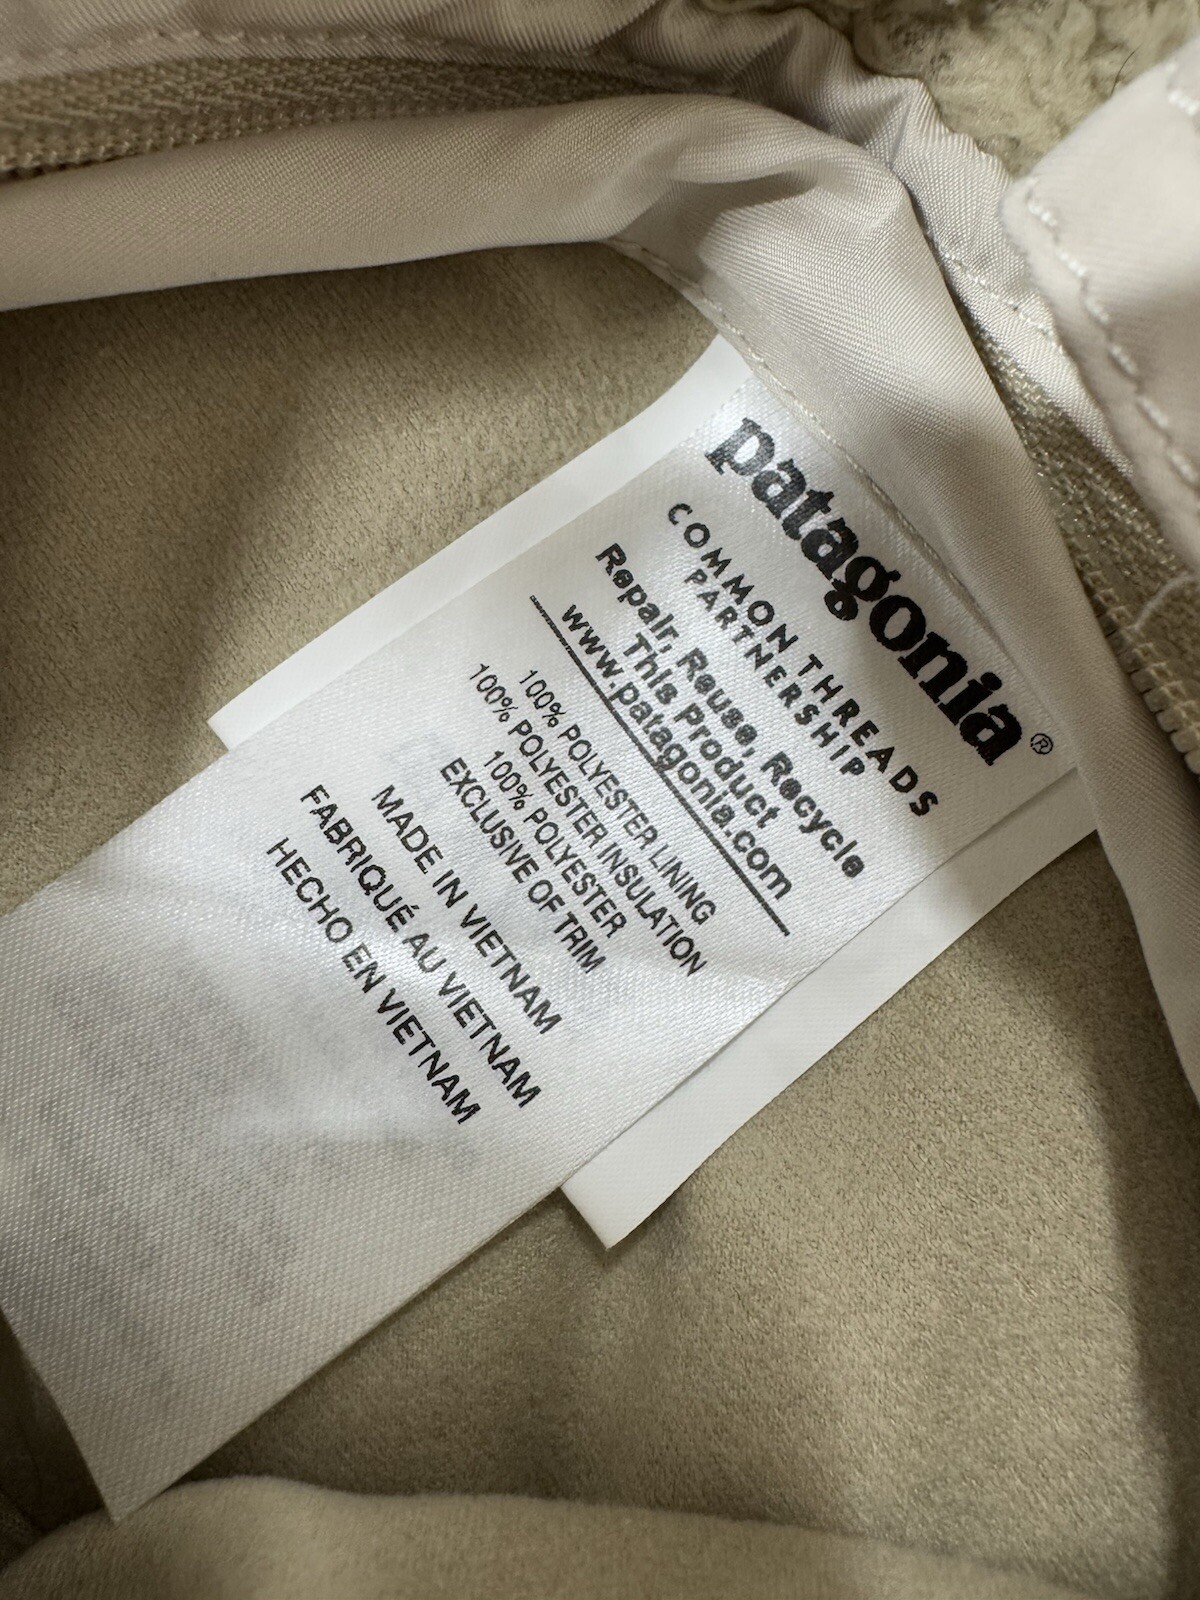 patagonia®
COMMON THREADS
PARTNERSHIP
Repair, Reuse, Recycle
This Product
www.patagonia.com
100% POLYESTER LINING
100% POLYESTER INSULATION
100% POLYESTER
EXCLUSIVE OF TRIM
MADE IN VIETNAM
FABRIQUÉ AU VIETNAM
HECHO EN VIETNAM